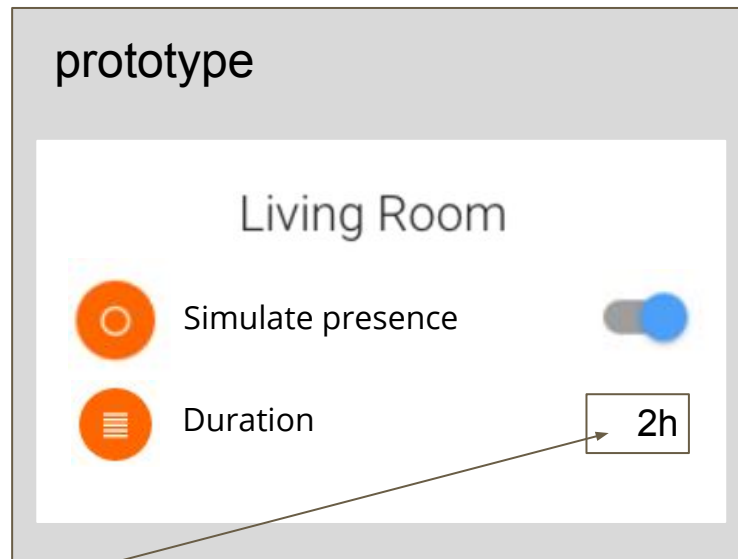 prototype
Living Room
Simulate presence
Duration 2h